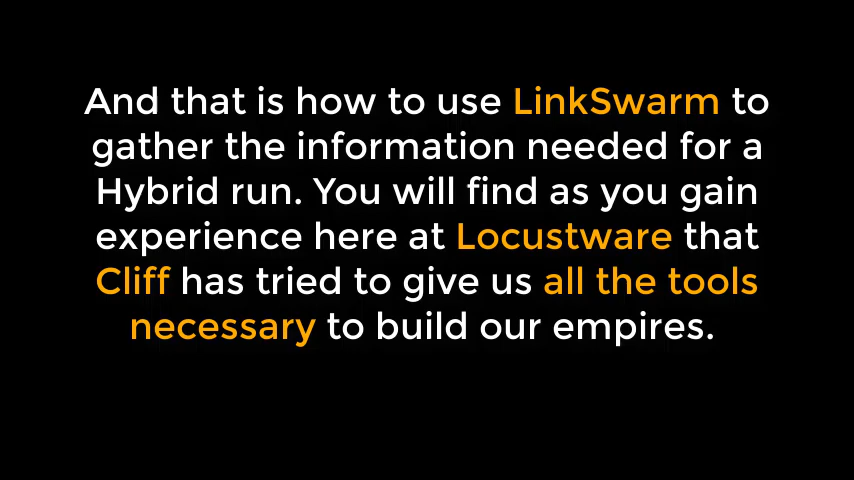 And that is how to use LinkSwarm to
gather the information needed for a
Hybrid run. You will find as you gain
experience here at Locustware that
Cliff has tried to give us all the tools
necessary to build our empires.